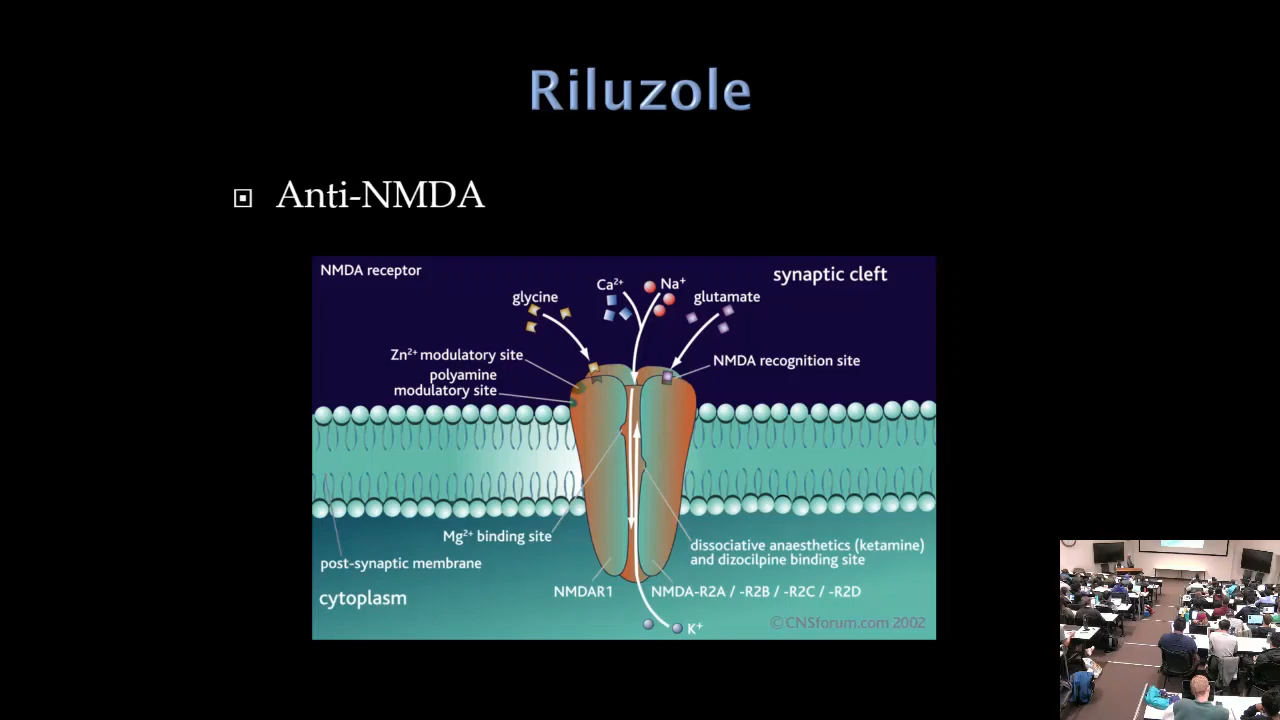 Riluzole
Anti-NMDA
NMDA receptor
synaptic cleft
Ca²⁺
Na⁺
glycine
glutamate
Zn²⁺ modulatory site
NMDA recognition site
polyamine
modulatory site
Mg²⁺ binding site
dissociative anaesthetics (ketamine)
and dizocilpine binding site
post-synaptic membrane
NMDAR1
NMDA-R2A / -R2B / -R2C / -R2D
cytoplasm
© CNSforum.com 2002
K⁺